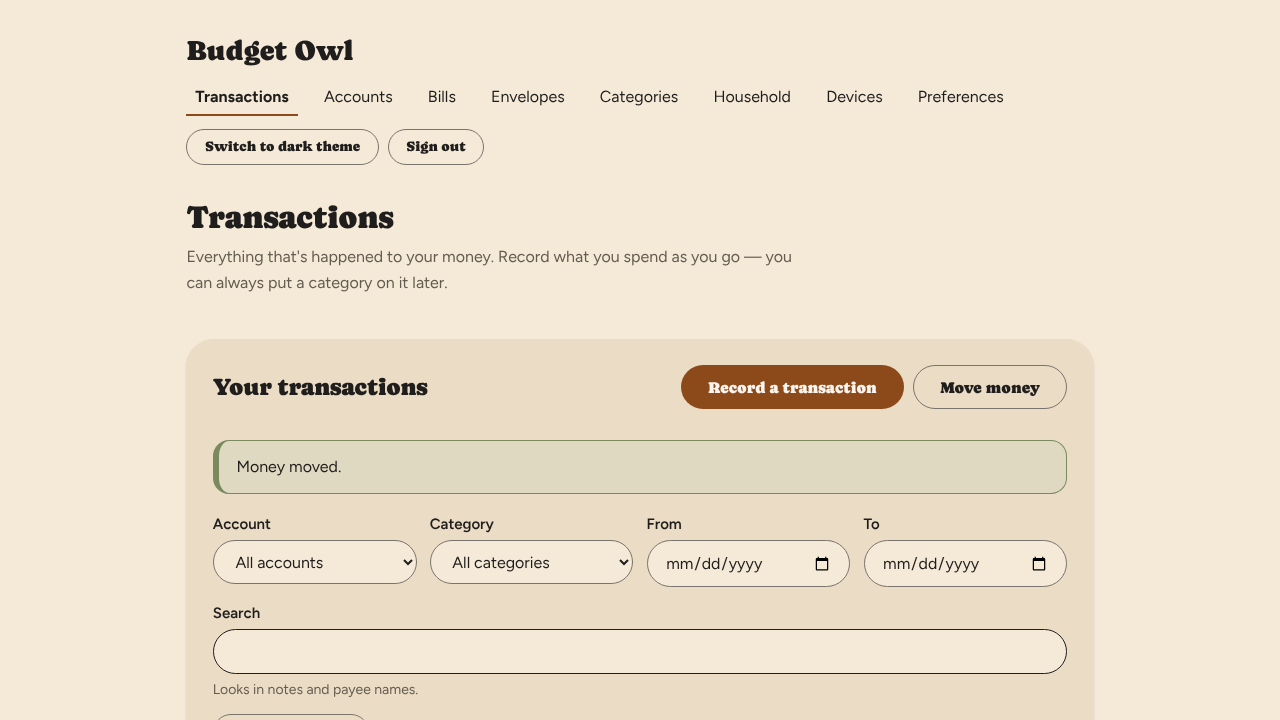 Budget Owl
Transactions Accounts Bills Envelopes Categories Household Devices Preferences
Switch to dark theme Sign out
Transactions
Everything that's happened to your money. Record what you spend as you go — you
can always put a category on it later.
Your transactions Record a transaction Move money
Money moved.
Account Category From To
All accounts All categories mm/dd/yyyy mm/dd/yyyy
Search
Looks in notes and payee names.